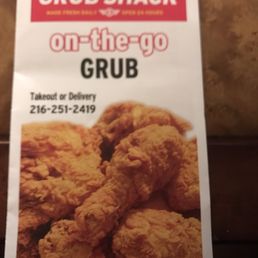 GRUB SHACK
MADE FRESH DAILY OPEN 24 HOURS
on-the-go
GRUB
Takeout or Delivery
216-251-2419